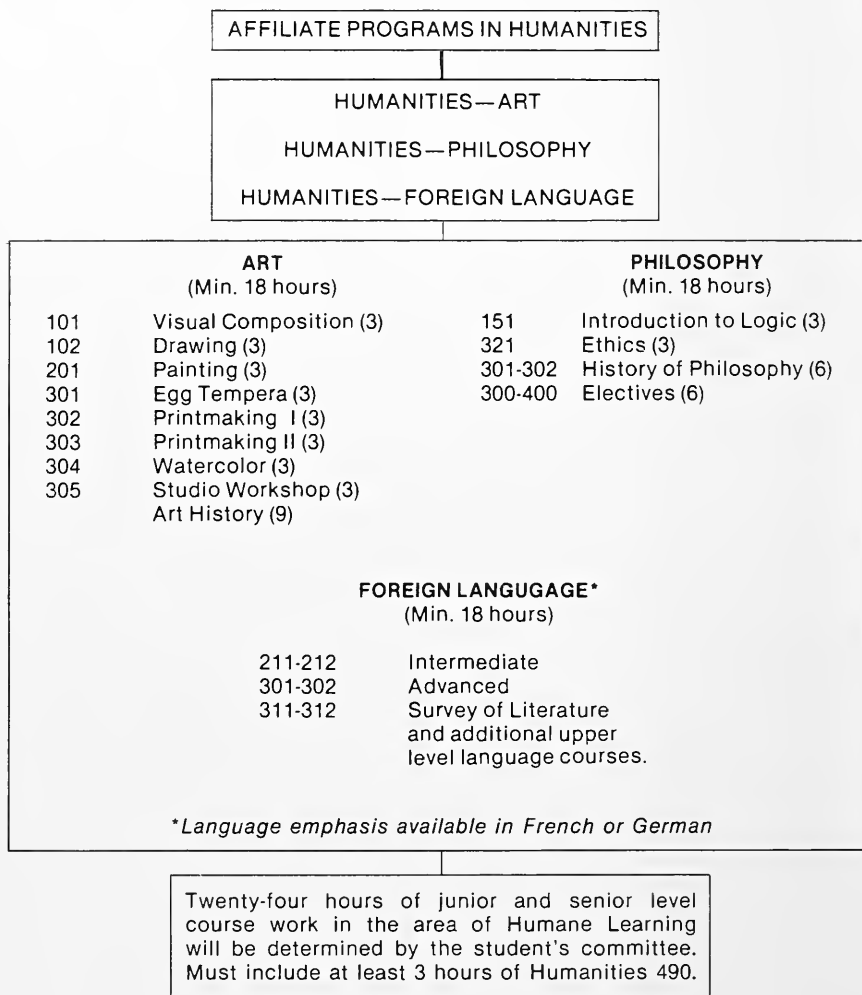 AFFILIATE PROGRAMS IN HUMANITIES
HUMANITIES—ART
HUMANITIES—PHILOSOPHY
HUMANITIES—FOREIGN LANGUAGE
ART
(Min. 18 hours)
101 Visual Composition (3)
102 Drawing (3)
201 Painting (3)
301 Egg Tempera (3)
302 Printmaking I (3)
303 Printmaking II (3)
304 Watercolor (3)
305 Studio Workshop (3)
Art History (9)
PHILOSOPHY
(Min. 18 hours)
151 Introduction to Logic (3)
321 Ethics (3)
301-302 History of Philosophy (6)
300-400 Electives (6)
FOREIGN LANGUGAGE*
(Min. 18 hours)
211-212 Intermediate
301-302 Advanced
311-312 Survey of Literature
and additional upper
level language courses.
*Language emphasis available in French or German
Twenty-four hours of junior and senior level
course work in the area of Humane Learning
will be determined by the student's committee.
Must include at least 3 hours of Humanities 490.